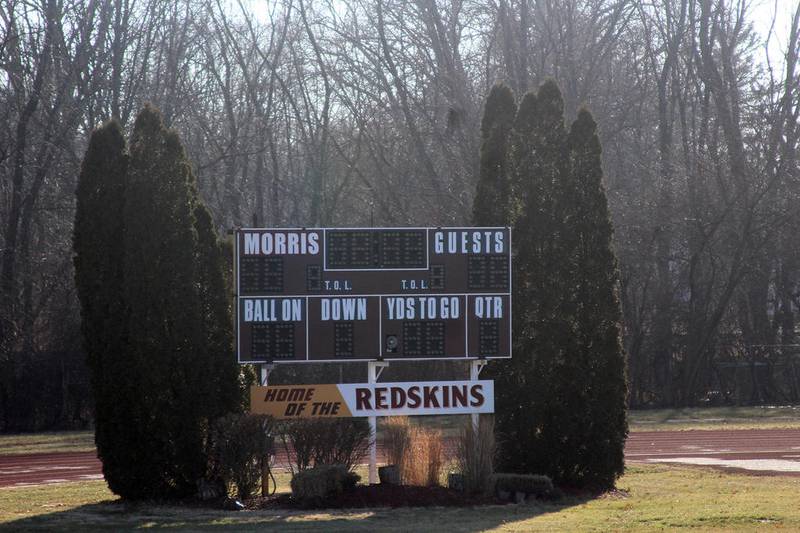 MORRIS GUESTS
T.O.L. T.O.L.
BALL ON DOWN YDS TO GO QTR
HOME
OF THE REDSKINS